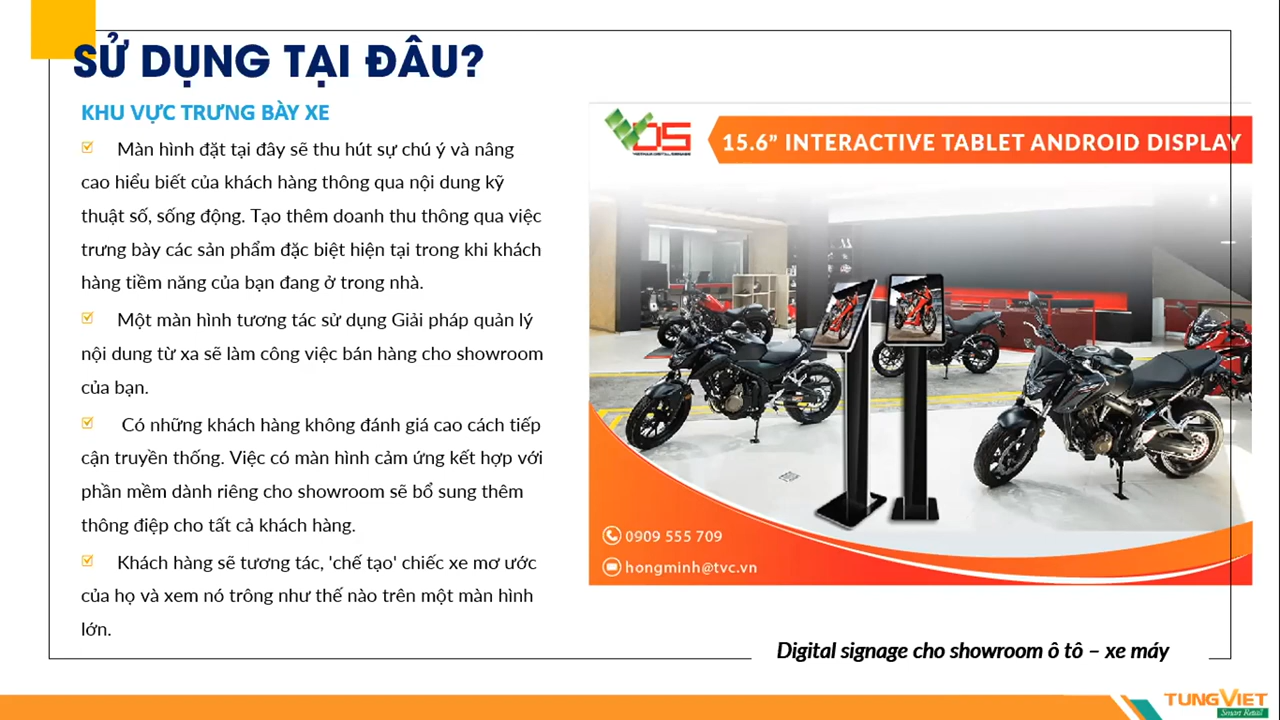 SỬ DỤNG TẠI ĐÂU?
KHU VỰC TRƯNG BÀY XE
Màn hình đặt tại đây sẽ thu hút sự chú ý và nâng
cao hiểu biết của khách hàng thông qua nội dung kỹ
thuật số, sống động. Tạo thêm doanh thu thông qua việc
trưng bày các sản phẩm đặc biệt hiện tại trong khi khách
hàng tiềm năng của bạn đang ở trong nhà.
Một màn hình tương tác sử dụng Giải pháp quản lý
nội dung từ xa sẽ làm công việc bán hàng cho showroom
của bạn.
Có những khách hàng không đánh giá cao cách tiếp
cận truyền thống. Việc có màn hình cảm ứng kết hợp với
phần mềm dành riêng cho showroom sẽ bổ sung thêm
thông điệp cho tất cả khách hàng.
Khách hàng sẽ tương tác, 'chế tạo' chiếc xe mơ ước
của họ và xem nó trông như thế nào trên một màn hình
lớn.
VDS
VIETNAM DIGITAL SIGNAGE
15.6” INTERACTIVE TABLET ANDROID DISPLAY
0909 555 709
hongminh@tvc.vn
Digital signage cho showroom ô tô – xe máy
TUNGVIET
Smart Retail